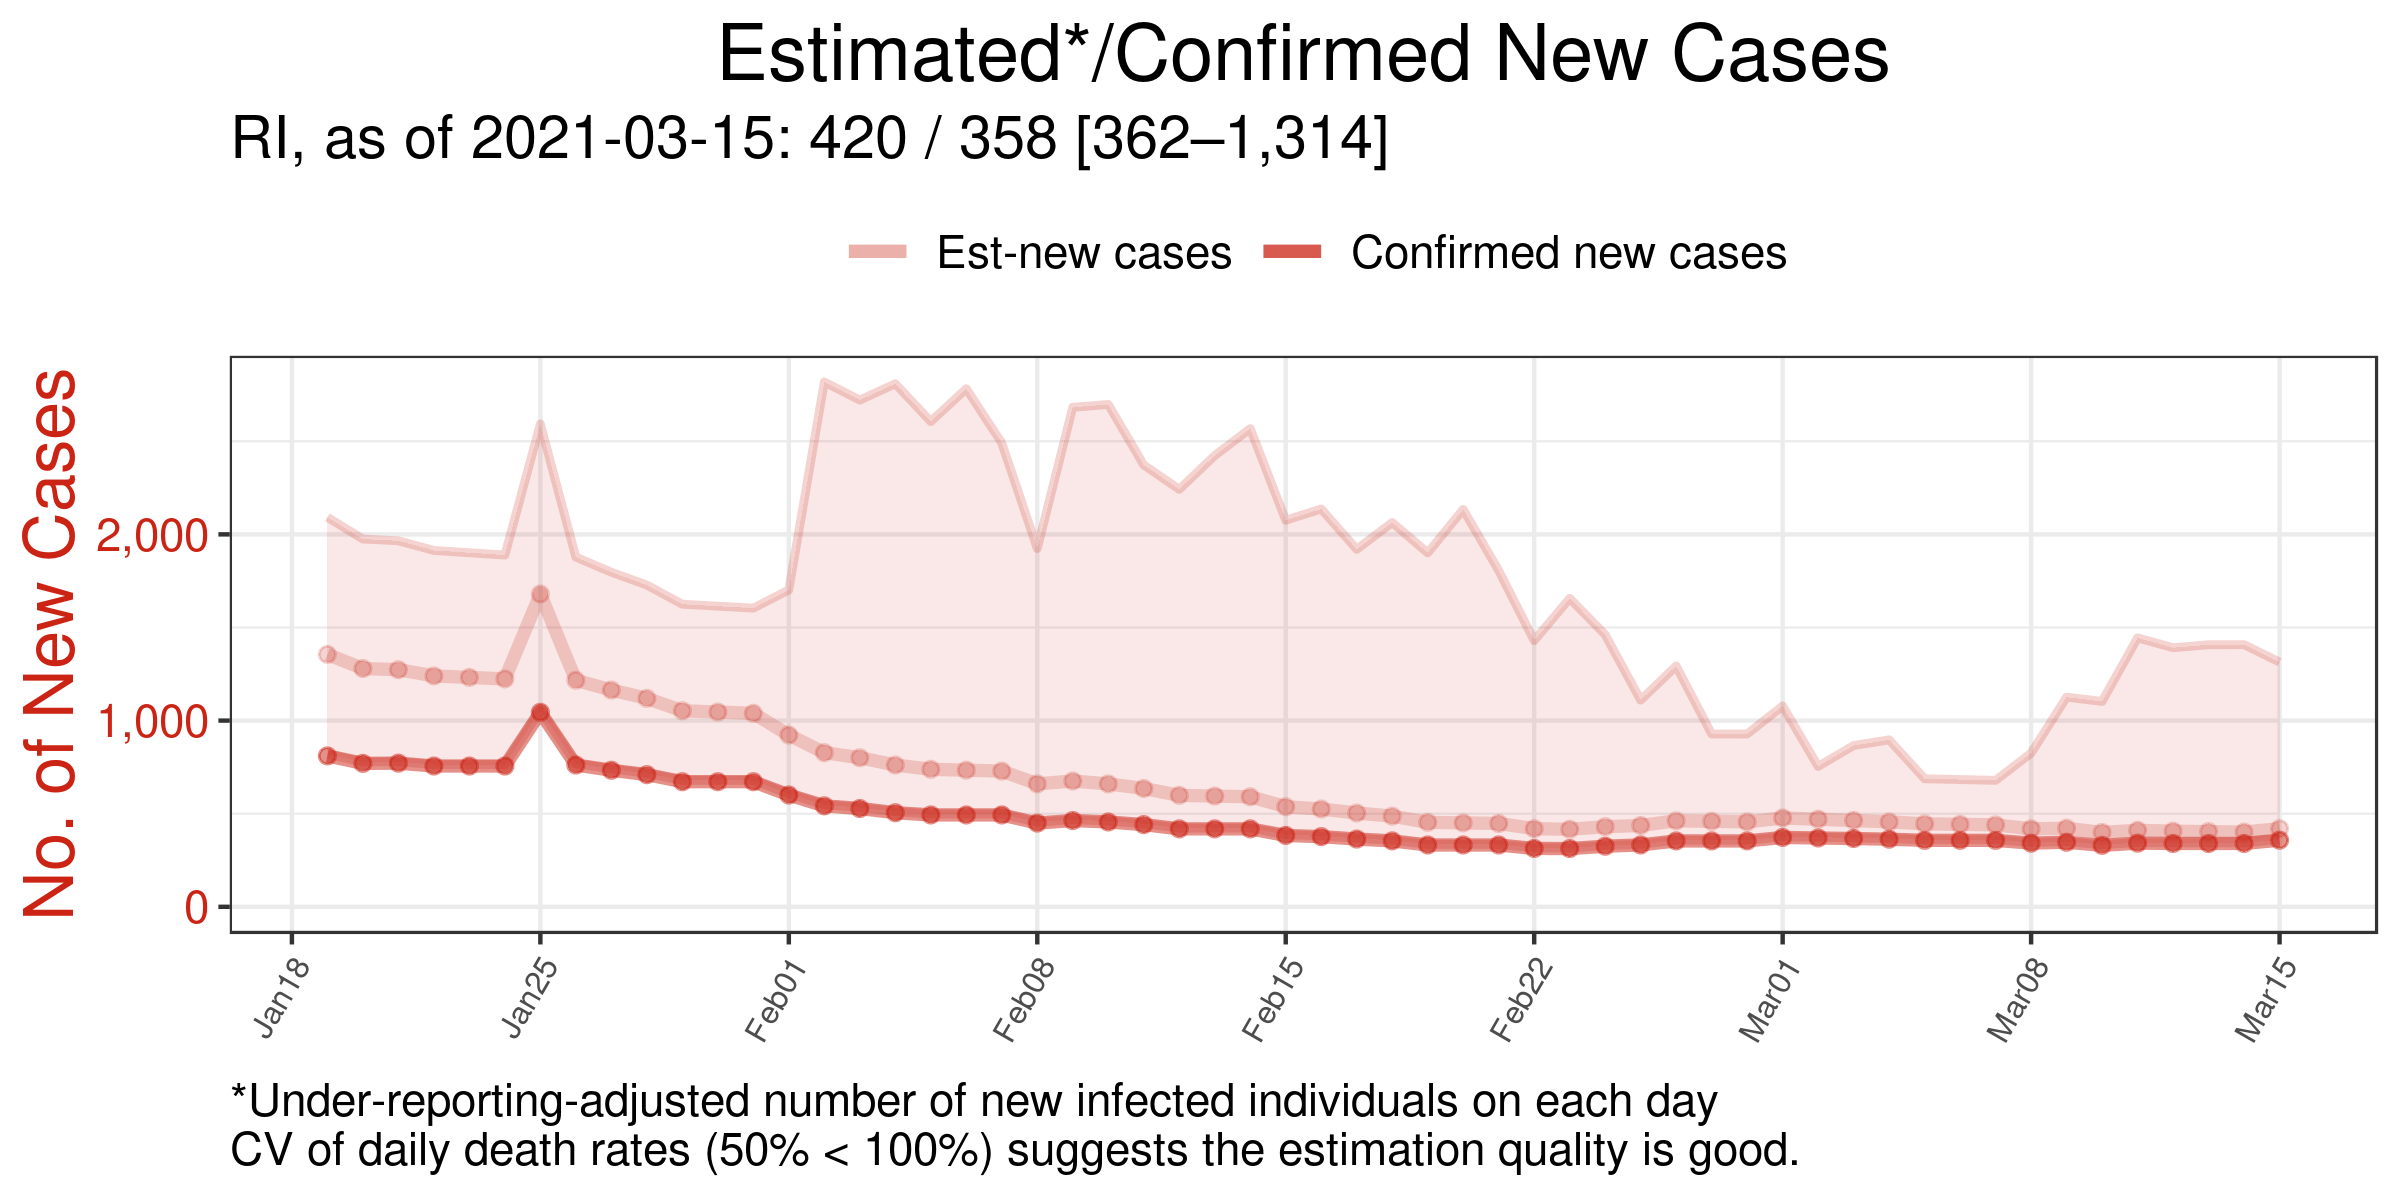 Estimated*/Confirmed New Cases
RI, as of 2021-03-15: 420 / 358 [362–1,314]
Est-new cases
Confirmed new cases
No. of New Cases
2,000
1,000
0
Jan18
Jan25
Feb01
Feb08
Feb15
Feb22
Mar01
Mar08
Mar15
*Under-reporting-adjusted number of new infected individuals on each day
CV of daily death rates (50% < 100%) suggests the estimation quality is good.